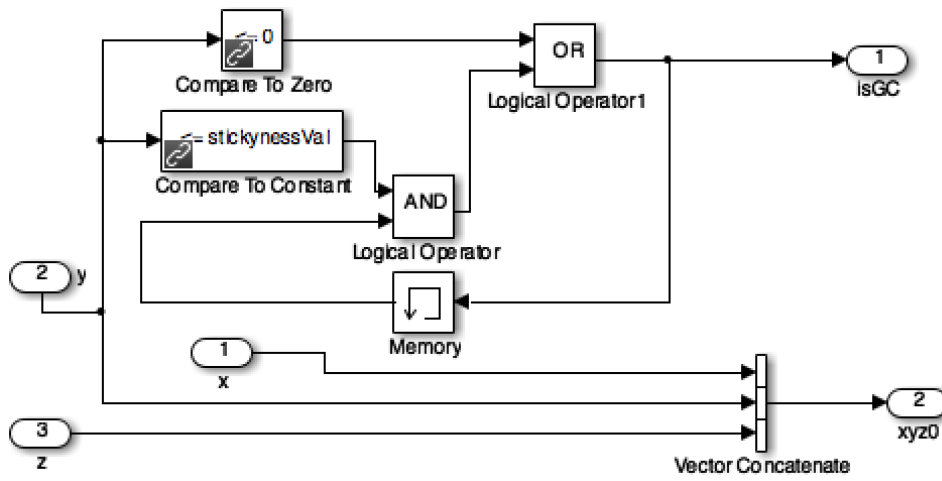 <= 0
Compare To Zero
OR
Logical Operator1
1
isGC
<= stickynessVal
Compare To Constant
AND
Logical Operator
2
y
Memory
1
x
2
xyz0
3
z
Vector Concatenate